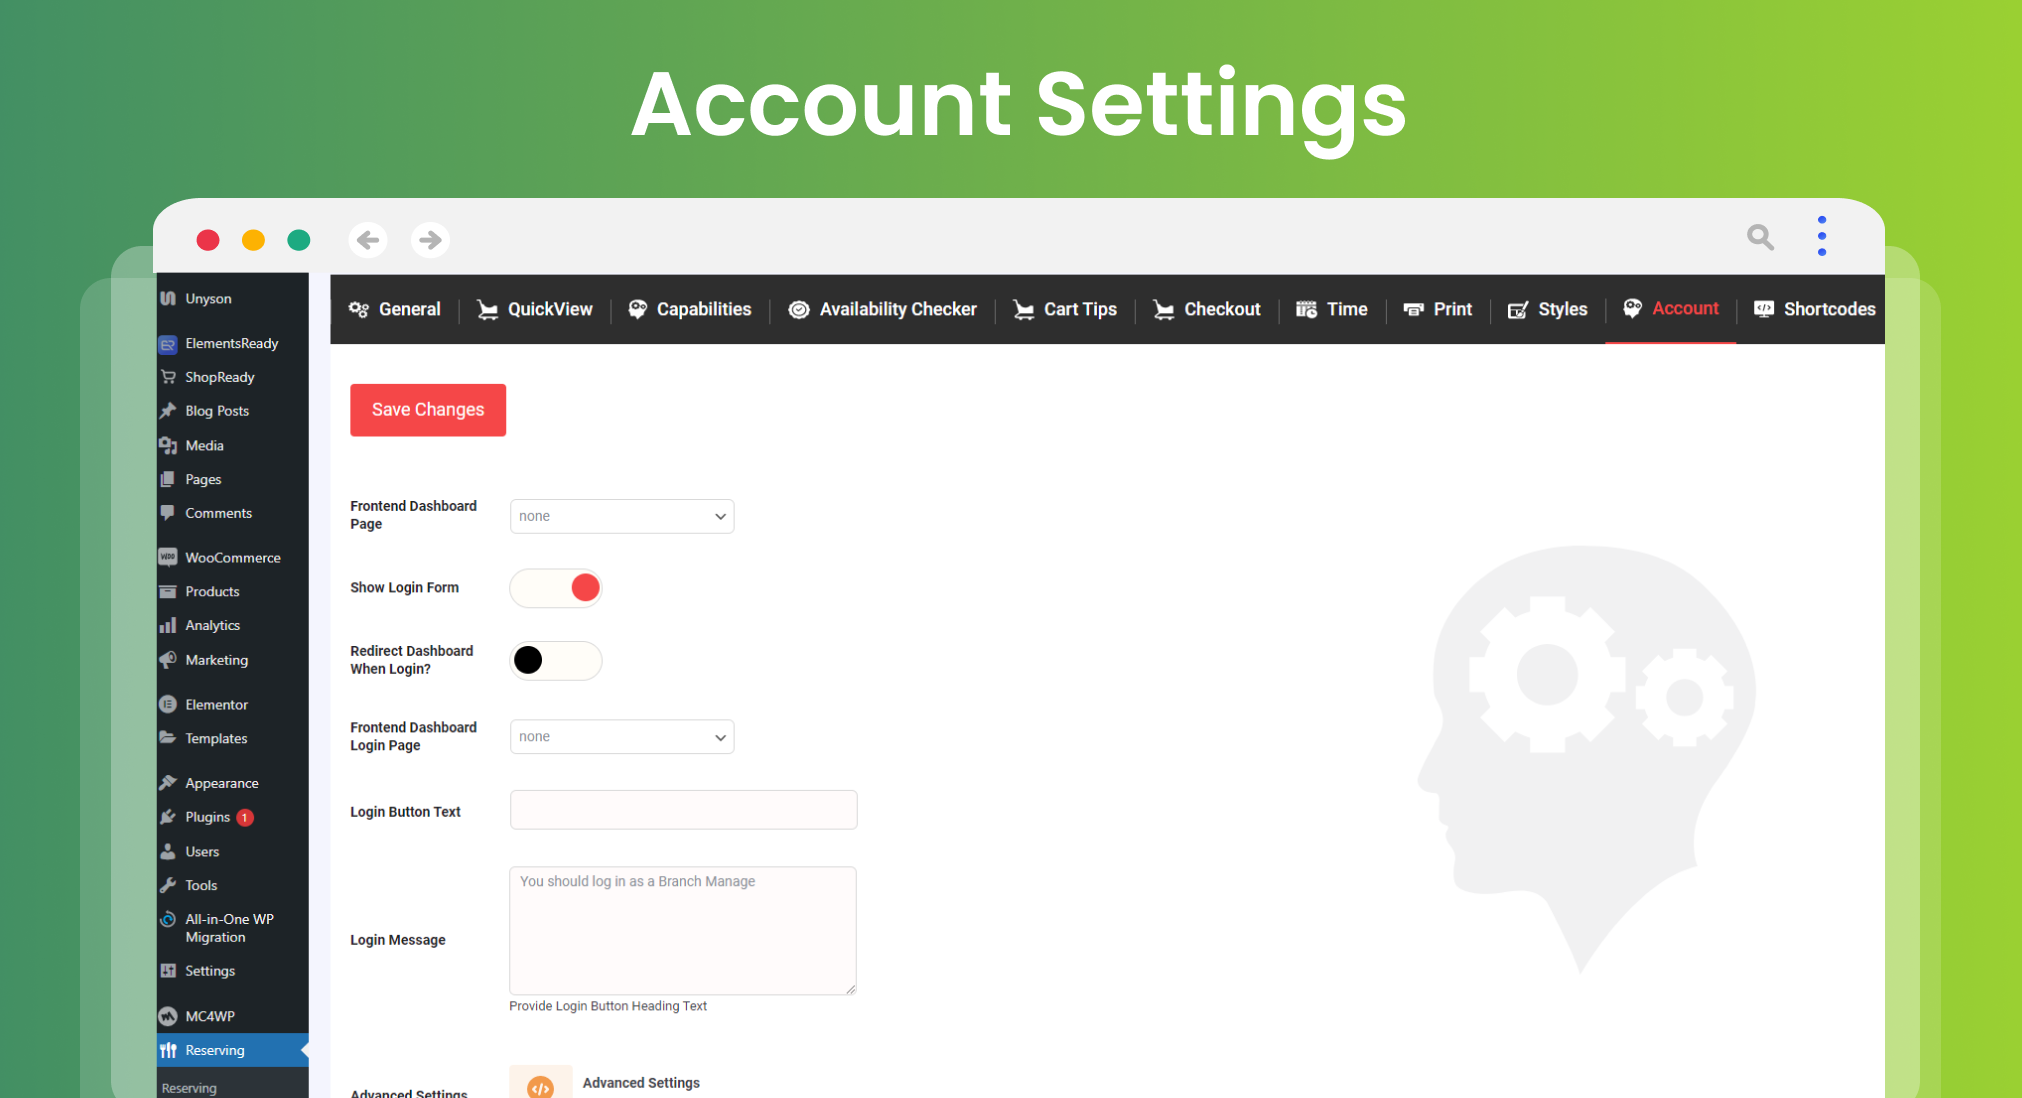 Account Settings
General
QuickView
Capabilities
Availability Checker
Cart Tips
Checkout
Time
Print
Styles
Account
Shortcodes
Unyson
ElementsReady
ShopReady
Blog Posts
Media
Pages
Comments
WooCommerce
Products
Analytics
Marketing
Elementor
Templates
Appearance
Plugins 1
Users
Tools
All-in-One WP
Migration
Settings
MC4WP
Reserving
Reserving
Save Changes
Frontend Dashboard
Page
none
Show Login Form
Redirect Dashboard
When Login?
Frontend Dashboard
Login Page
none
Login Button Text
Login Message
You should log in as a Branch Manage
Provide Login Button Heading Text
Advanced Settings
Advanced Settings